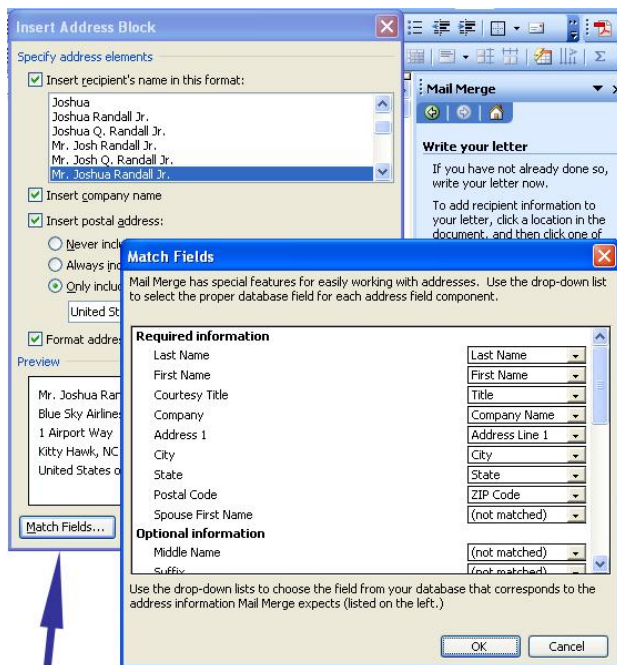 Insert Address Block
Specify address elements
Insert recipient's name in this format:
Joshua
Joshua Randall Jr.
Joshua Q. Randall Jr.
Mr. Josh Randall Jr.
Mr. Josh Q. Randall Jr.
Mr. Joshua Randall Jr.
Insert company name
Insert postal address:
Never
Always
Only
United
Format
Preview
Mr. Joshua
Blue Sky Airlines
1 Airport Way
Kitty Hawk, NC
United States
Match Fields...
Mail Merge
Write your letter
If you have not already done so,
write your letter now.
To add recipient information to
your letter, click a location in the
document, and then click one of
Match Fields
Mail Merge has special features for easily working with addresses. Use the drop-down list
to select the proper database field for each address field component.
Required information
Last Name Last Name
First Name First Name
Courtesy Title Title
Company Company Name
Address 1 Address Line 1
City City
State State
Postal Code ZIP Code
Spouse First Name (not matched)
Optional information
Middle Name (not matched)
Suffix (not matched)
Use the drop-down lists to choose the field from your database that corresponds to the
address information Mail Merge expects (listed on the left.)
OK Cancel